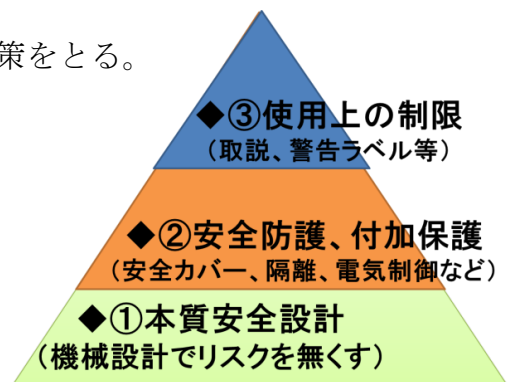 策をとる。
◆③使用上の制限
（取説、警告ラベル等）
◆②安全防護、付加保護
（安全カバー、隔離、電気制御など）
◆①本質安全設計
（機械設計でリスクを無くす）